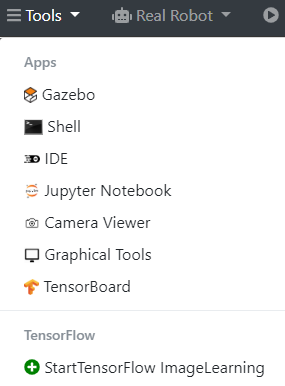 Tools Real Robot
Apps
Gazebo
Shell
IDE
Jupyter Notebook
Camera Viewer
Graphical Tools
TensorBoard
TensorFlow
StartTensorFlow ImageLearning